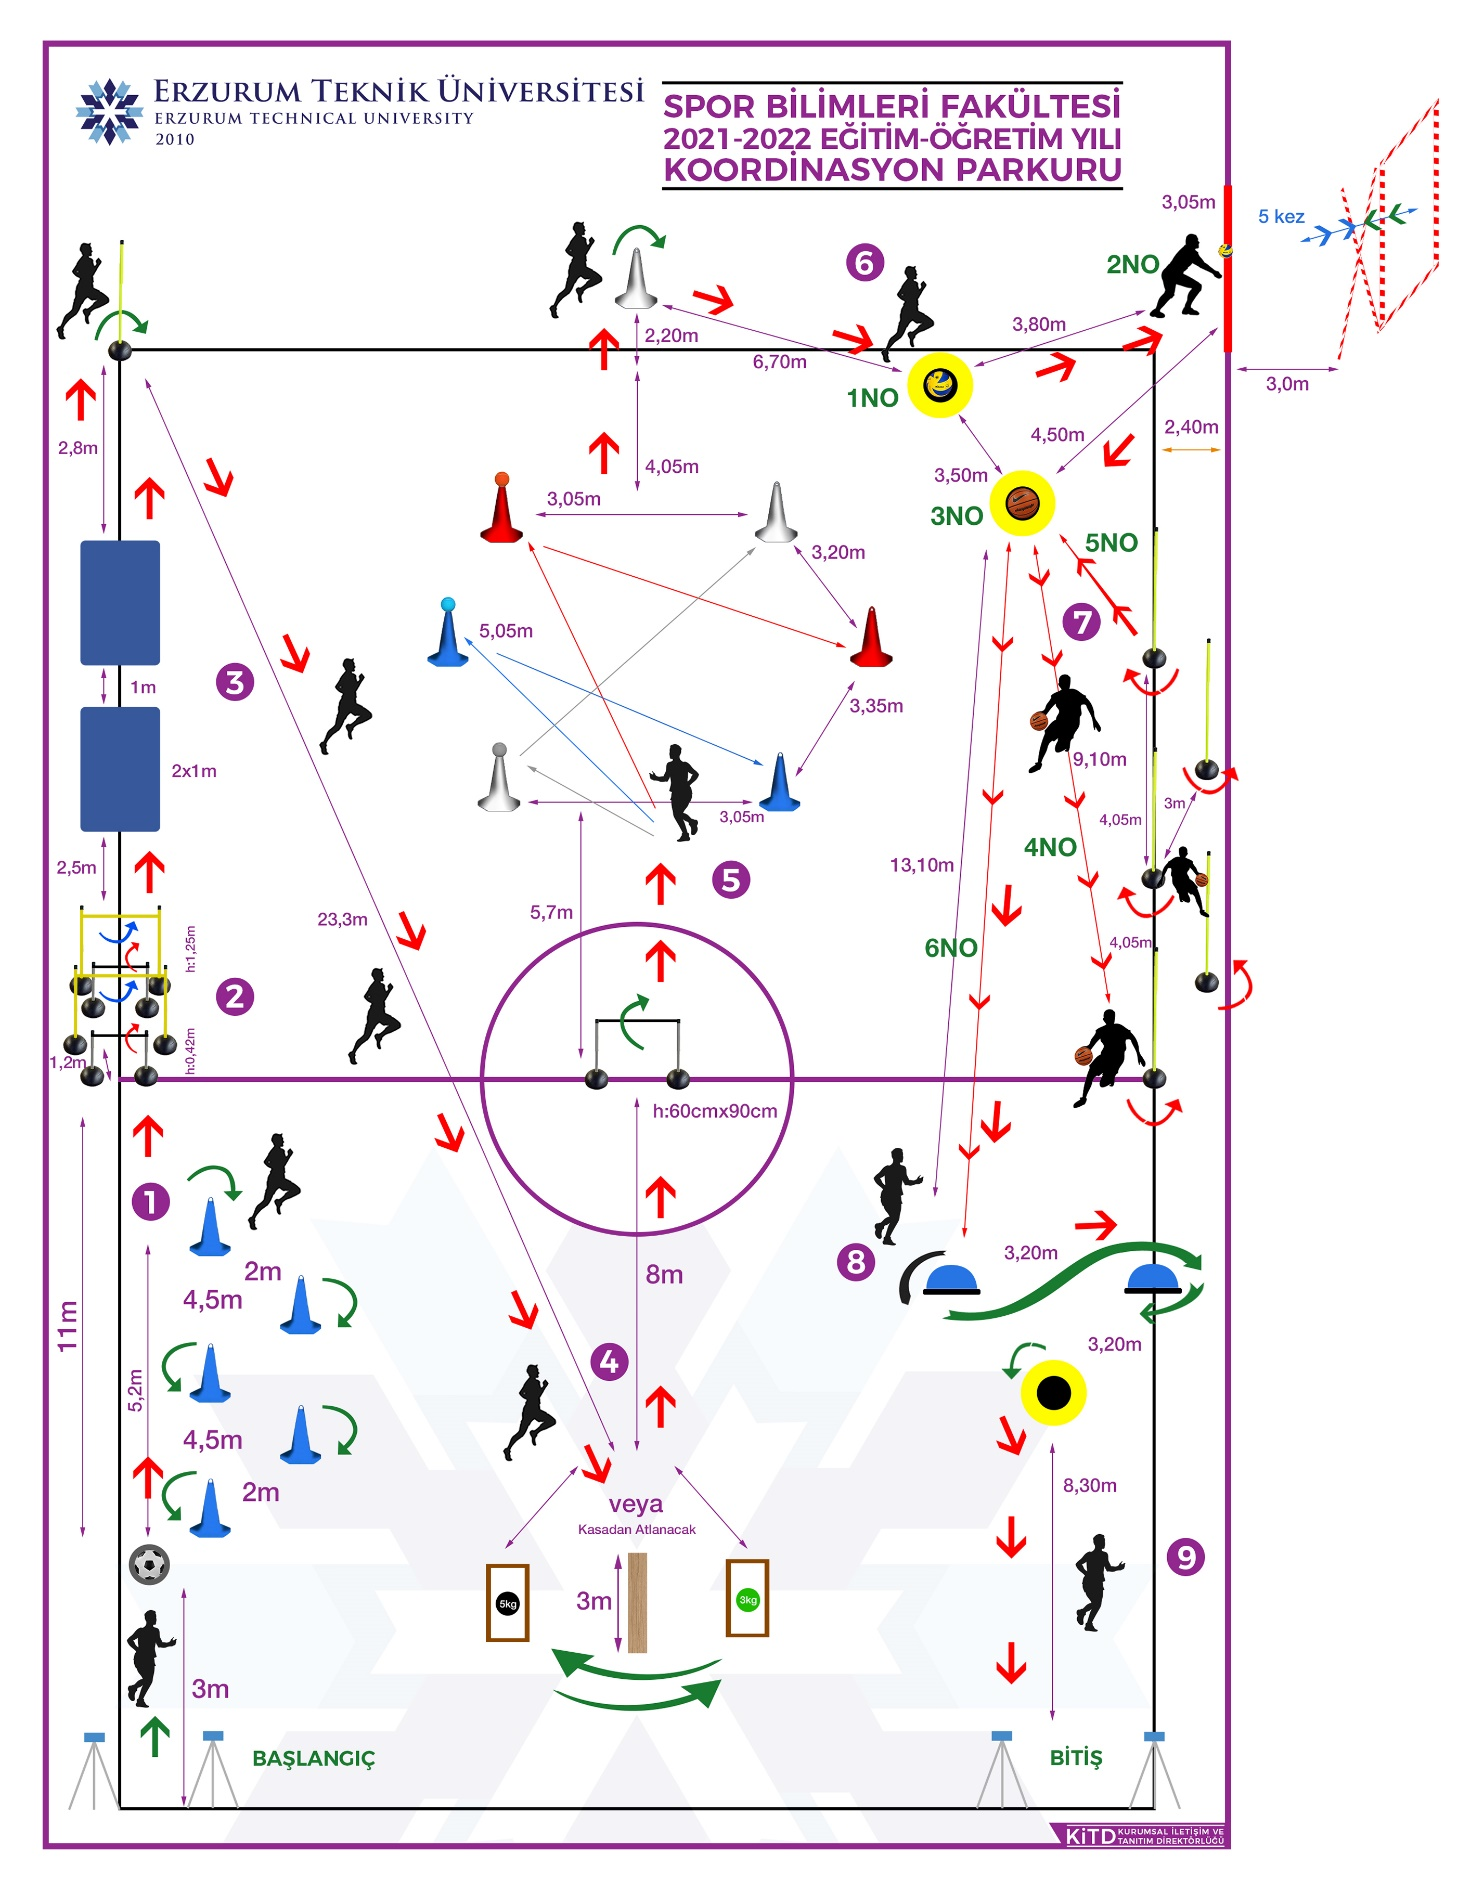 ERZURUM TEKNİK ÜNİVERSİTESİ
ERZURUM TECHNICAL UNIVERSITY
2010
SPOR BİLİMLERİ FAKÜLTESİ
2021-2022 EĞİTİM-ÖĞRETİM YILI
KOORDİNASYON PARKURU
3,05m
5 kez
2NO
6
3,80m
2,20m
6,70m
3,0m
1NO
2,8m
4,05m
4,50m
2,40m
3,50m
3,05m
3NO
5NO
3,20m
7
5,05m
1m
3
3,35m
2x1m
9,10m
3m
3,05m
4,05m
4NO
2,5m
13,10m
5
23,3m
5,7m
h:1,25m
6NO
4,05m
2
1,2m
h:0,42m
h:60cmx90cm
1
8
3,20m
2m
8m
4,5m
11m
3,20m
4
5,2m
4,5m
8,30m
2m
veya
Kasadan Atlanacak
9
5kg
3m
3kg
3m
BAŞLANGIÇ
BİTİŞ
KİTD
KURUMSAL İLETİŞİM VE
TANITIM DİREKTÖRLÜĞÜ